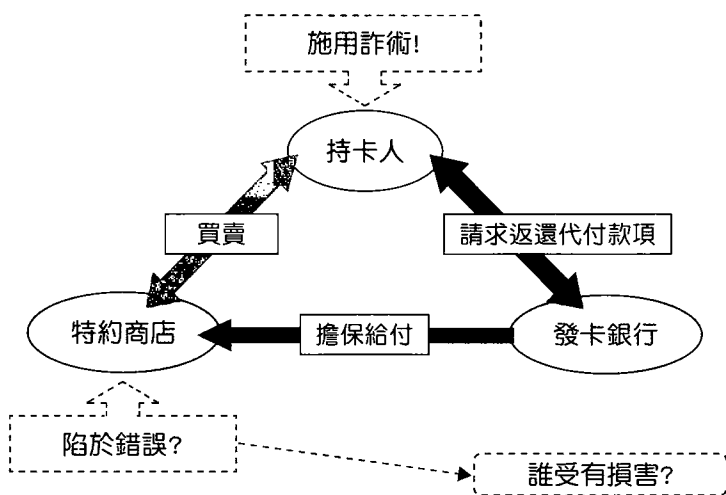 施用詐術!
持卡人
買賣
請求返還代付款項
特約商店
擔保給付
發卡銀行
陷於錯誤?
誰受有損害?